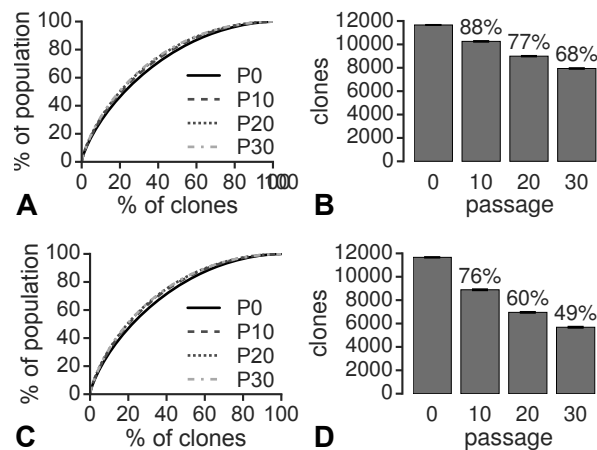 % of population
100
80
60
40
20
0
P0
P10
P20
P30
0 20 40 60 80 100
% of clones
A
clones
12000
10000
8000
6000
4000
2000
0
88%
77%
68%
0 10 20 30
passage
B
% of population
100
80
60
40
20
0
P0
P10
P20
P30
0 20 40 60 80 100
% of clones
C
clones
12000
10000
8000
6000
4000
2000
0
76%
60%
49%
0 10 20 30
passage
D